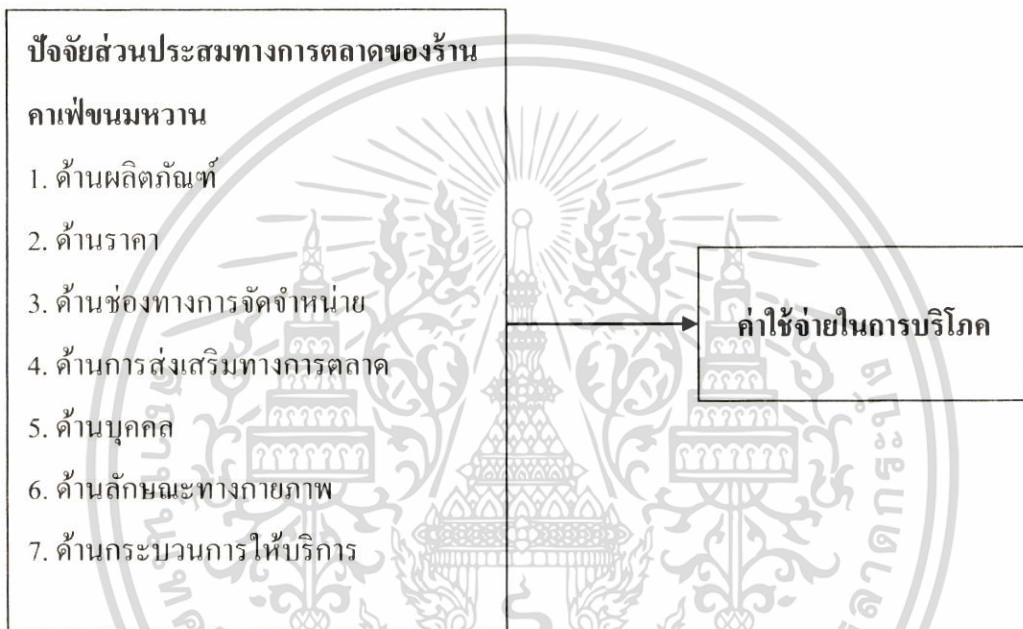 ปัจจัยส่วนประสมทางการตลาดของร้าน
คาเฟ่ขนมหวาน
1. ด้านผลิตภัณฑ์
2. ด้านราคา
3. ด้านช่องทางการจัดจำหน่าย
4. ด้านการส่งเสริมทางการตลาด
5. ด้านบุคคล
6. ด้านลักษณะทางกายภาพ
7. ด้านกระบวนการให้บริการ
ค่าใช้จ่ายในการบริโภค